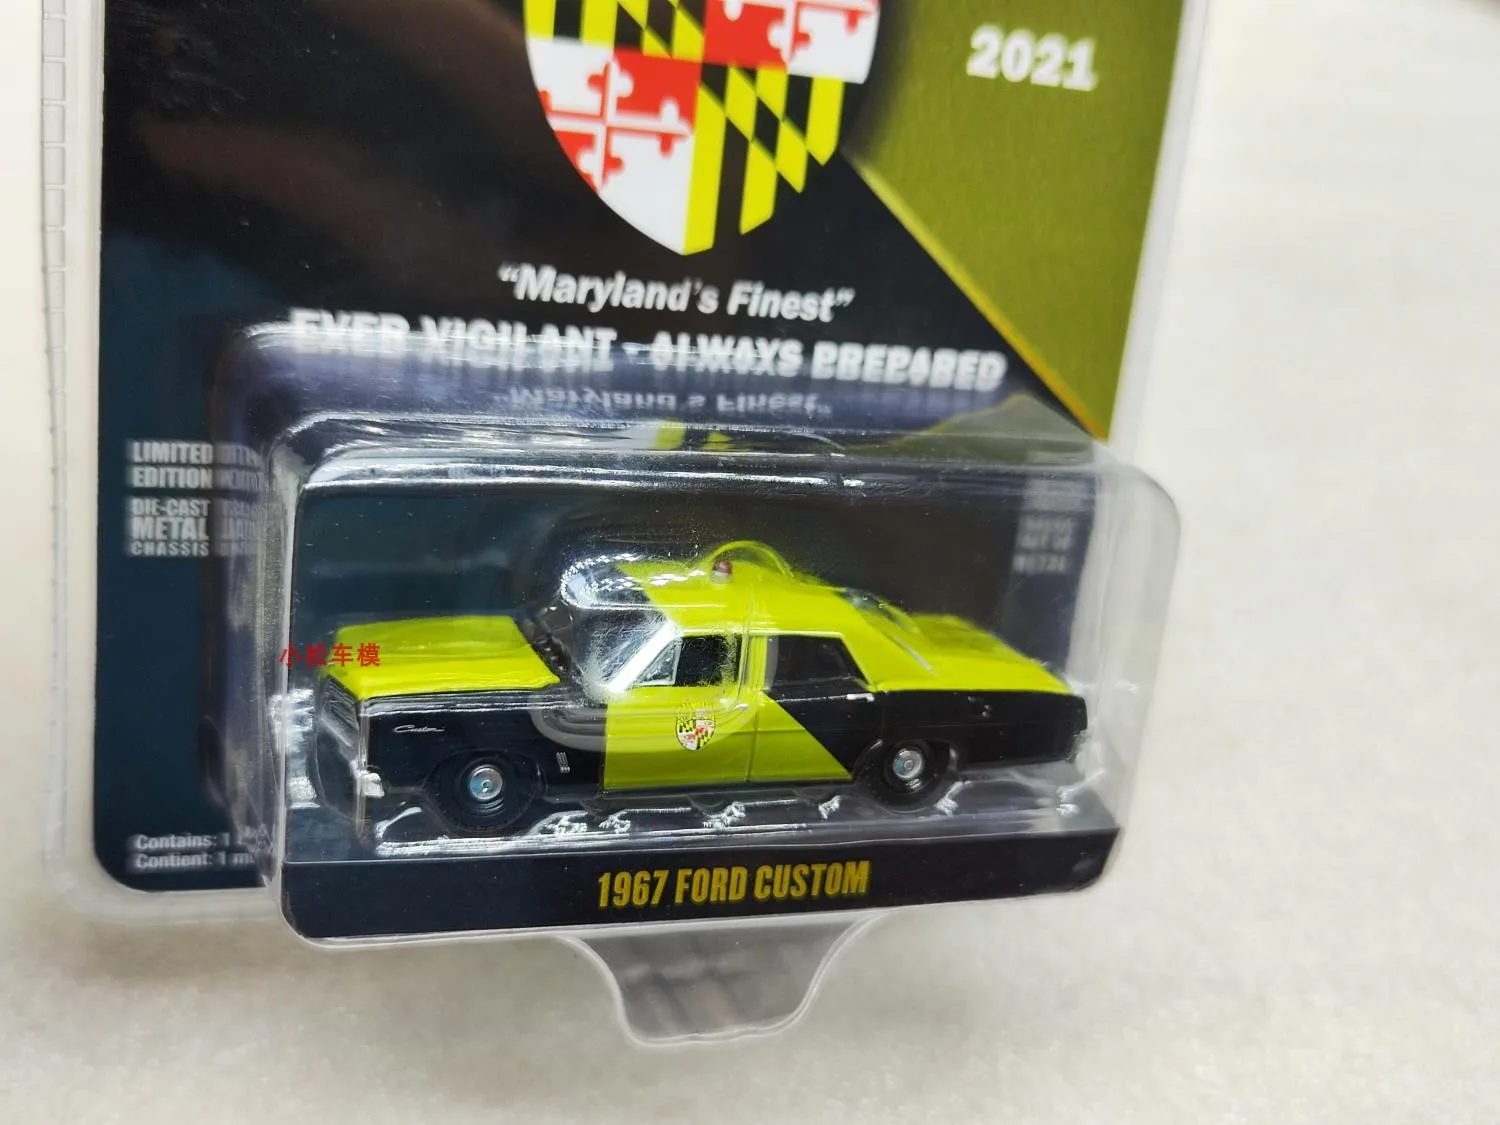 2021
"Maryland's Finest"
EVER VIGILANT · ALWAYS PREPARED
LIMITED
EDITION
DIE-CAST
METAL
CHASSIS
小松车模
Custom
Contains: 1
Contient: 1
1967 FORD CUSTOM